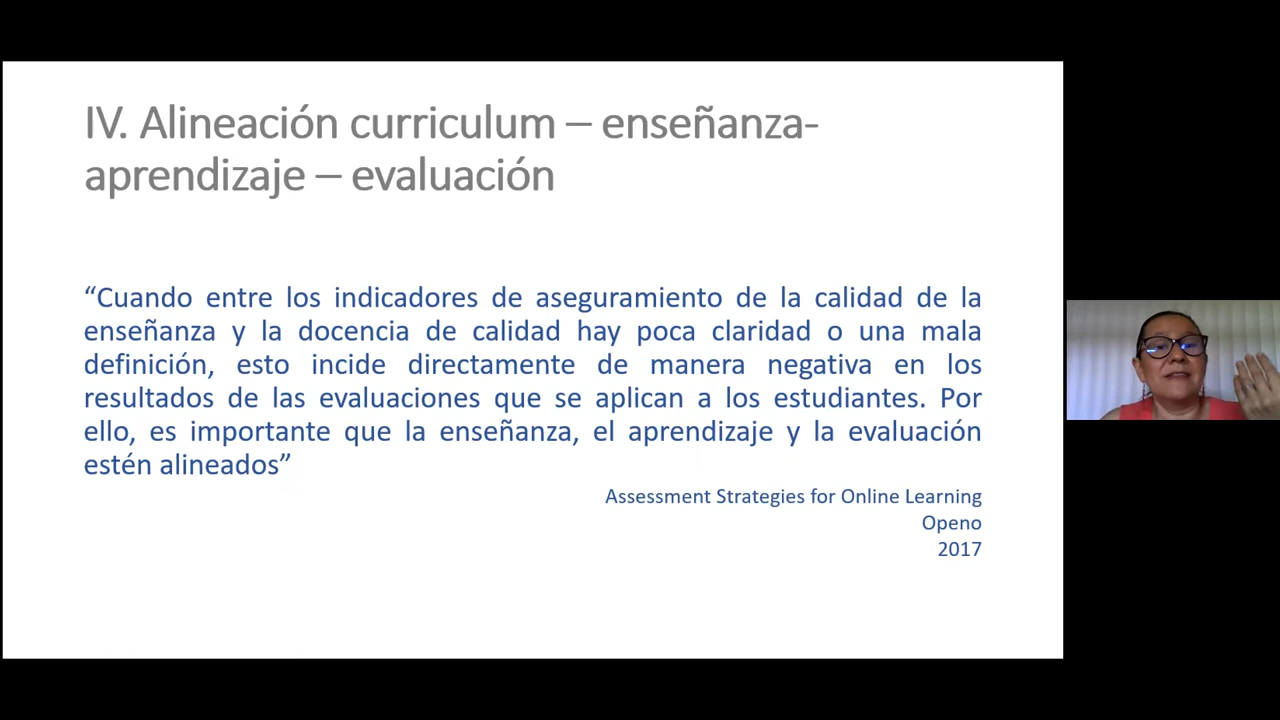 IV. Alineación curriculum – enseñanza-
aprendizaje – evaluación
“Cuando entre los indicadores de aseguramiento de la calidad de la
enseñanza y la docencia de calidad hay poca claridad o una mala
definición, esto incide directamente de manera negativa en los
resultados de las evaluaciones que se aplican a los estudiantes. Por
ello, es importante que la enseñanza, el aprendizaje y la evaluación
estén alineados”
Assessment Strategies for Online Learning
Openo
2017